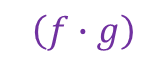 (f · g)